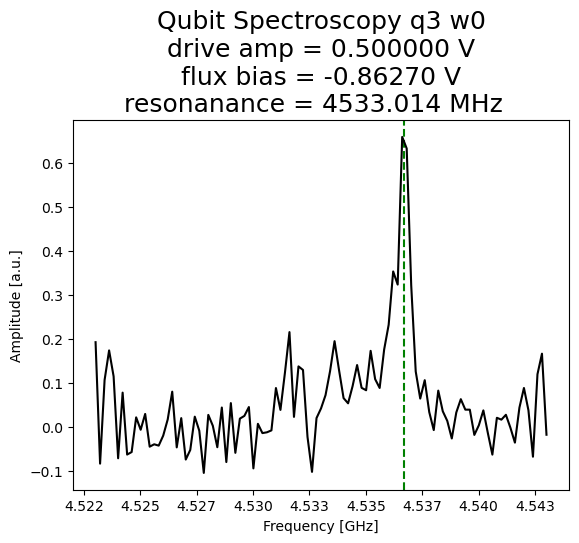 Qubit Spectroscopy q3 w0
drive amp = 0.500000 V
flux bias = -0.86270 V
resonanance = 4533.014 MHz
Amplitude [a.u.]
0.6
0.5
0.4
0.3
0.2
0.1
0.0
−0.1
4.522 4.525 4.527 4.530 4.533 4.535 4.537 4.540 4.543
Frequency [GHz]